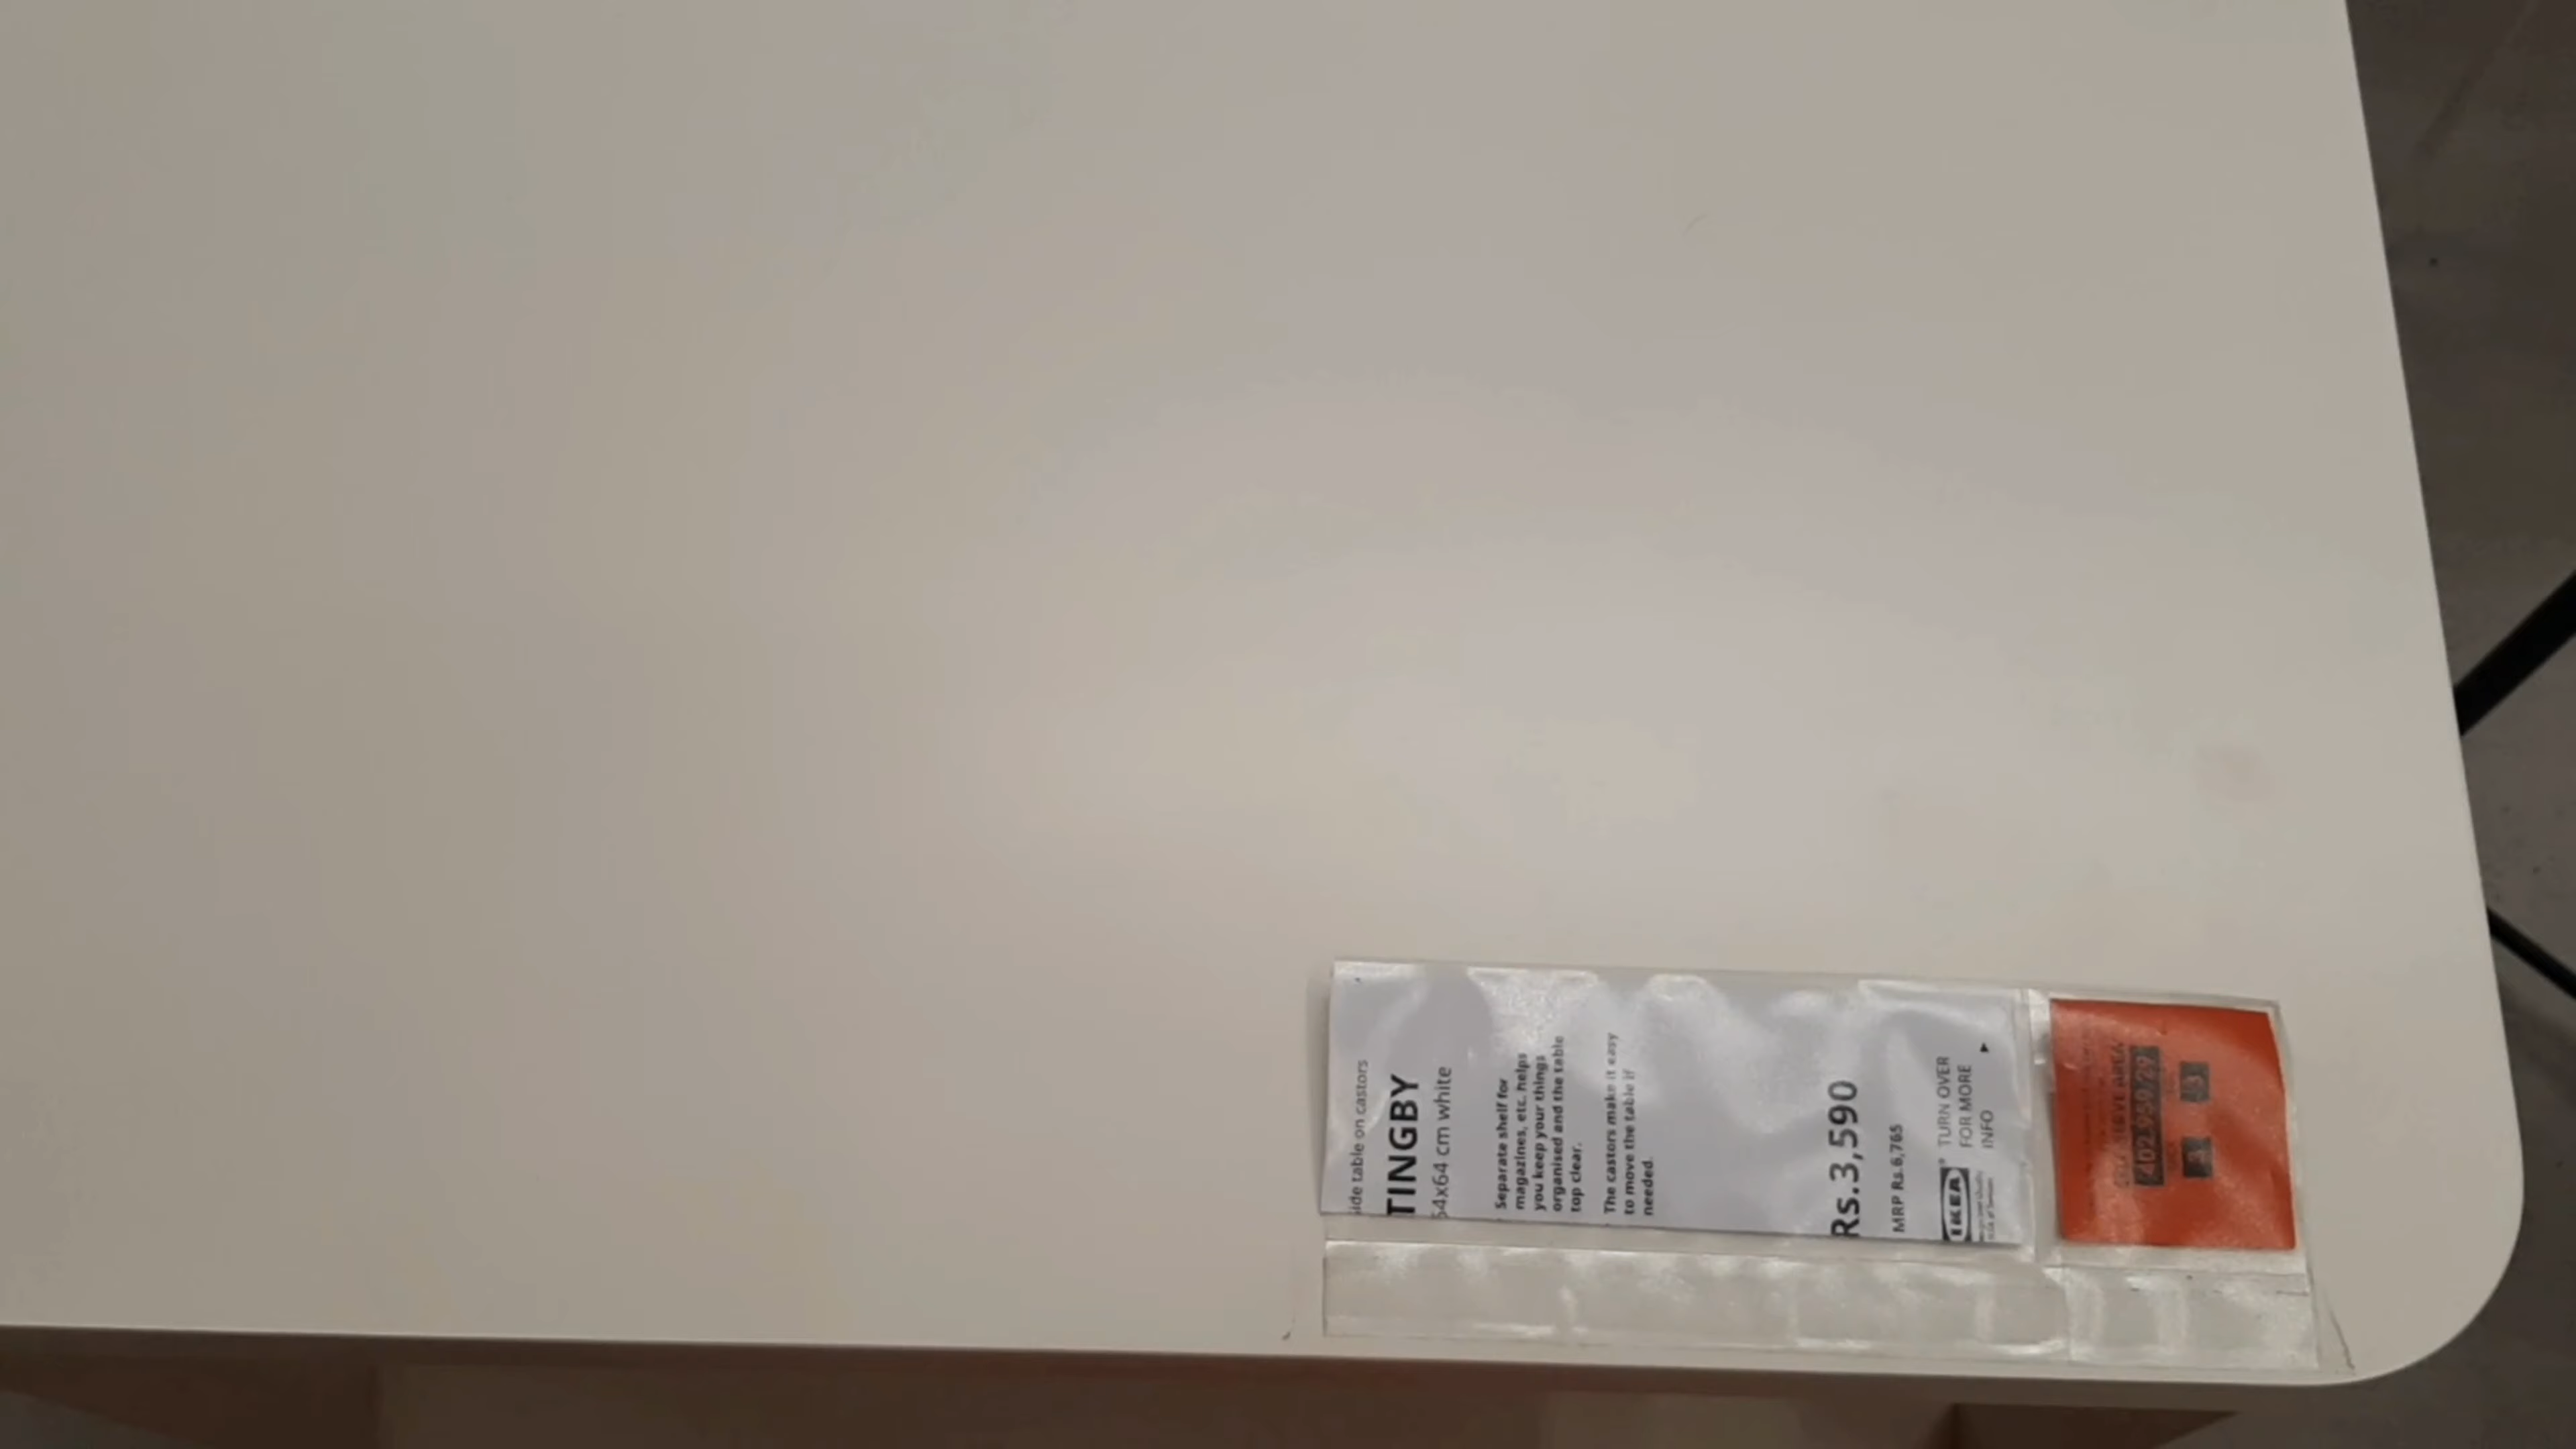 side table on castors
TINGBY
64x64 cm white
Separate shelf for
magazines, etc. helps
you keep your things
organised and the table
top clear.
The castors make it easy
to move the table if
needed.
Rs.3,590
MRP Rs.6,765
IKEA
TURN OVER
FOR MORE
INFO